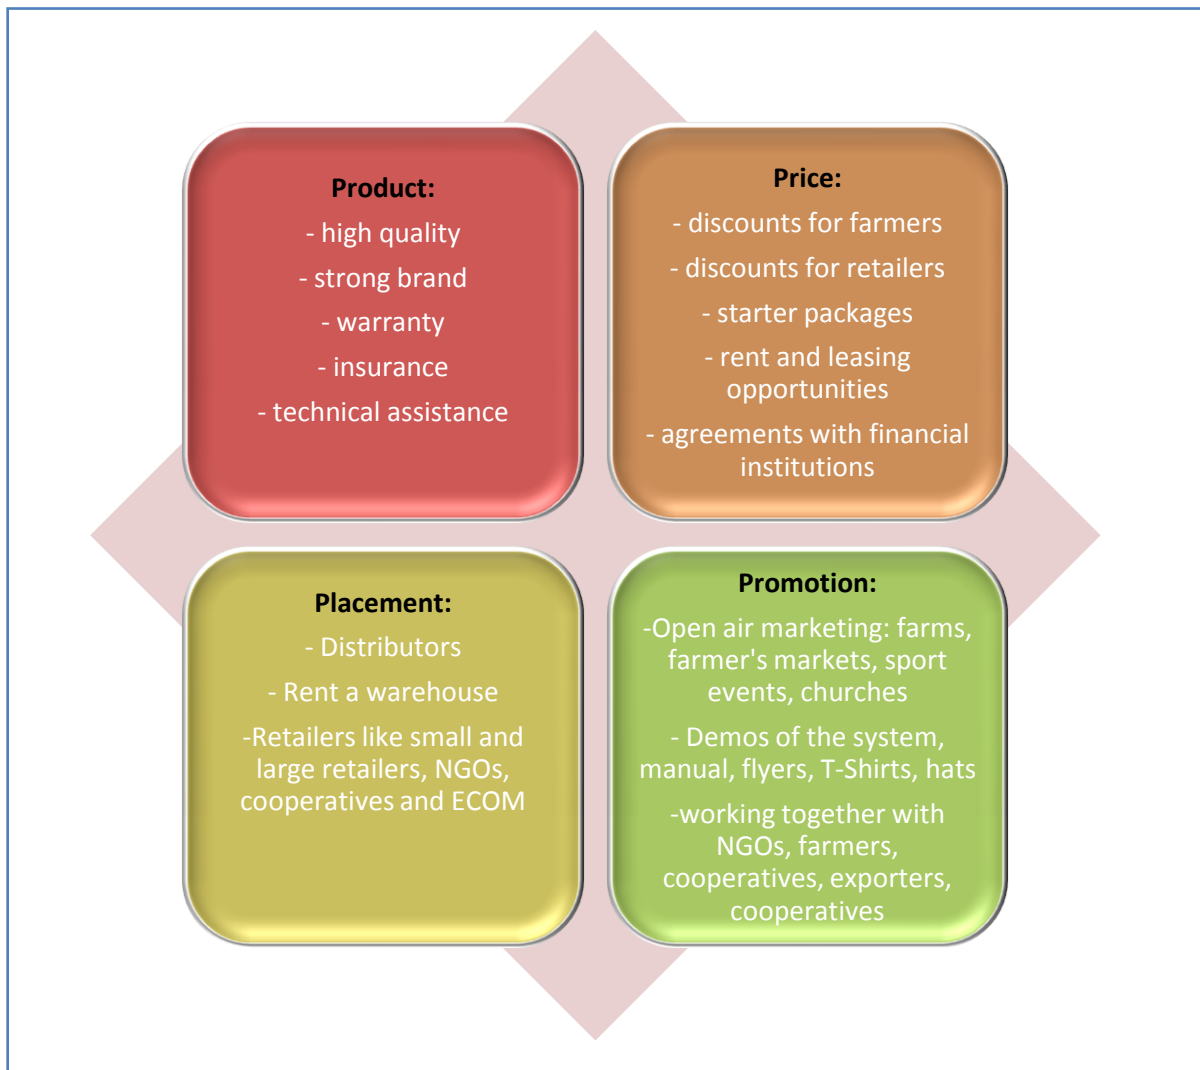 Product:
- high quality
- strong brand
- warranty
- insurance
- technical assistance
Price:
- discounts for farmers
- discounts for retailers
- starter packages
- rent and leasing
opportunities
- agreements with financial
institutions
Placement:
- Distributors
- Rent a warehouse
-Retailers like small and
large retailers, NGOs,
cooperatives and ECOM
Promotion:
-Open air marketing: farms,
farmer's markets, sport
events, churches
- Demos of the system,
manual, flyers, T-Shirts, hats
-working together with
NGOs, farmers,
cooperatives, exporters,
cooperatives